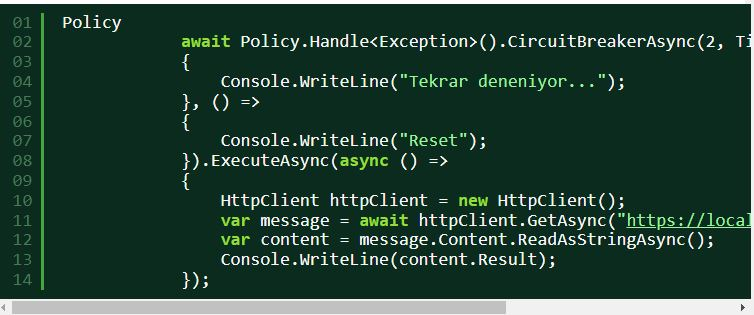 01 Policy
02 await Policy.Handle<Exception>().CircuitBreakerAsync(2,
03 {
04 Console.WriteLine("Tekrar deneniyor...");
05 }, () =>
06 {
07 Console.WriteLine("Reset");
08 }).ExecuteAsync(async () =>
09 {
10 HttpClient httpClient = new HttpClient();
11 var message = await httpClient.GetAsync("https://local
12 var content = message.Content.ReadAsStringAsync();
13 Console.WriteLine(content.Result);
14 });